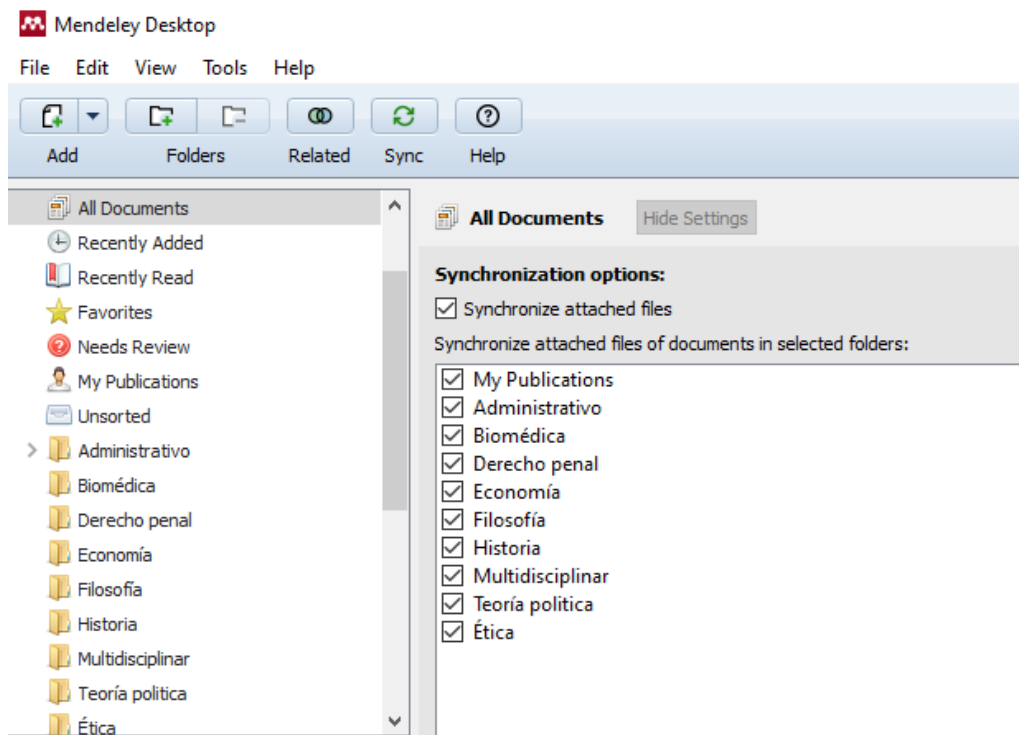 Mendeley Desktop
File Edit View Tools Help
Add Folders Related Sync Help
All Documents
Recently Added
Recently Read
Favorites
Needs Review
My Publications
Unsorted
Administrativo
Biomédica
Derecho penal
Economía
Filosofía
Historia
Multidisciplinar
Teoría politica
Ética
All Documents Hide Settings
Synchronization options:
Synchronize attached files
Synchronize attached files of documents in selected folders:
My Publications
Administrativo
Biomédica
Derecho penal
Economía
Filosofía
Historia
Multidisciplinar
Teoría politica
Ética